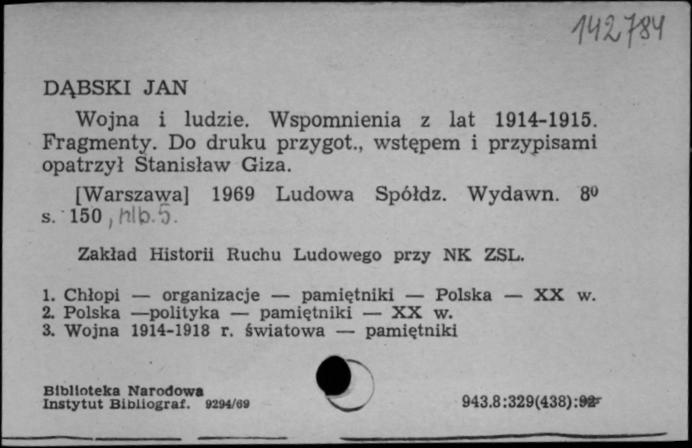 142784
DĄBSKI JAN
Wojna i ludzie. Wspomnienia z lat 1914-1915.
Fragmenty. Do druku przygot., wstępem i przypisami
opatrzył Stanisław Giza.
[Warszawa] 1969 Ludowa Spółdz. Wydawn. 8º
s. 150, nlb. 5.
Zakład Historii Ruchu Ludowego przy NK ZSL.
1. Chłopi — organizacje — pamiętniki — Polska — XX w.
2. Polska —polityka — pamiętniki — XX w.
3. Wojna 1914-1918 r. światowa — pamiętniki
Biblioteka Narodowa
Instytut Bibliograf. 9294/69
943.8:329(438):92